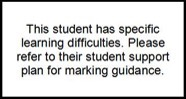 This student has specific
learning difficulties. Please
refer to their student support
plan for marking guidance.